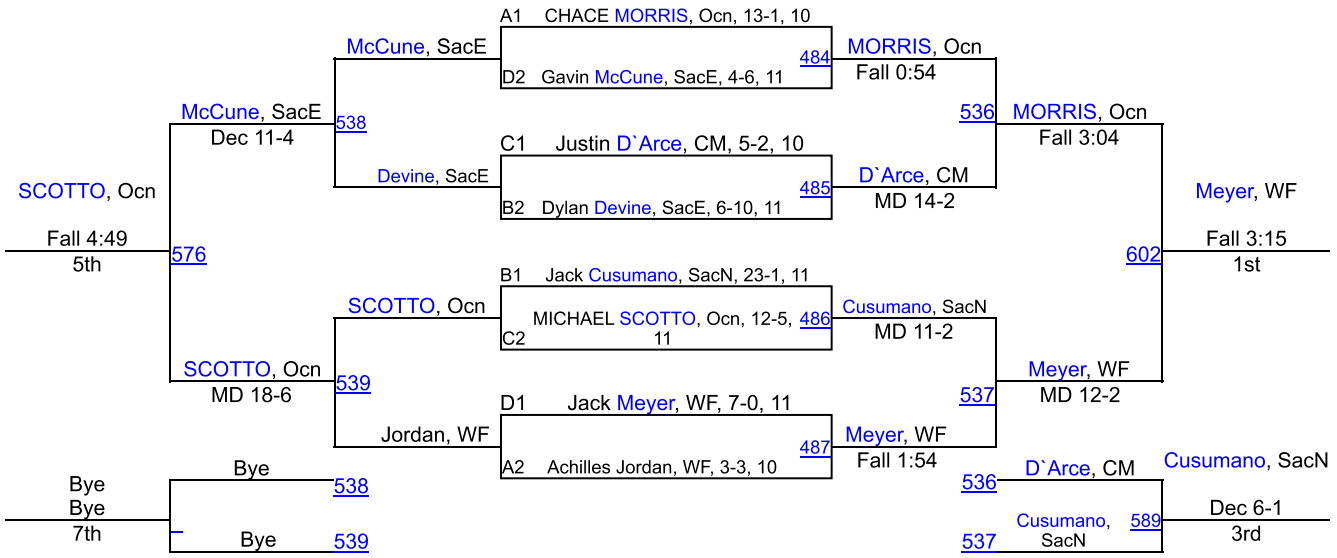 A1 CHACE MORRIS, Ocn, 13-1, 10
McCune, SacE
484
MORRIS, Ocn
D2 Gavin McCune, SacE, 4-6, 11
Fall 0:54
McCune, SacE
538
Dec 11-4
536
MORRIS, Ocn
Fall 3:04
C1 Justin D`Arce, CM, 5-2, 10
Devine, SacE
485
D`Arce, CM
B2 Dylan Devine, SacE, 6-10, 11
MD 14-2
SCOTTO, Ocn
Fall 4:49
5th
576
Meyer, WF
602
Fall 3:15
1st
B1 Jack Cusumano, SacN, 23-1, 11
SCOTTO, Ocn
MICHAEL SCOTTO, Ocn, 12-5,
C2 11
486
Cusumano, SacN
MD 11-2
SCOTTO, Ocn
539
MD 18-6
537
Meyer, WF
MD 12-2
D1 Jack Meyer, WF, 7-0, 11
Jordan, WF
487
Meyer, WF
A2 Achilles Jordan, WF, 3-3, 10
Fall 1:54
Bye
538
Bye
Bye
7th
Bye
539
536
D`Arce, CM
Cusumano, SacN
537
Cusumano,
SacN
589
Dec 6-1
3rd